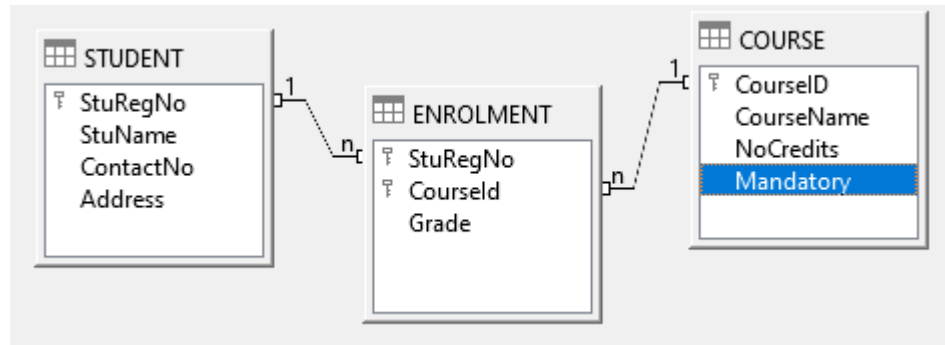 STUDENT
StuRegNo
StuName
ContactNo
Address
1
n
ENROLMENT
StuRegNo
CourseId
Grade
n
1
COURSE
CourseID
CourseName
NoCredits
Mandatory